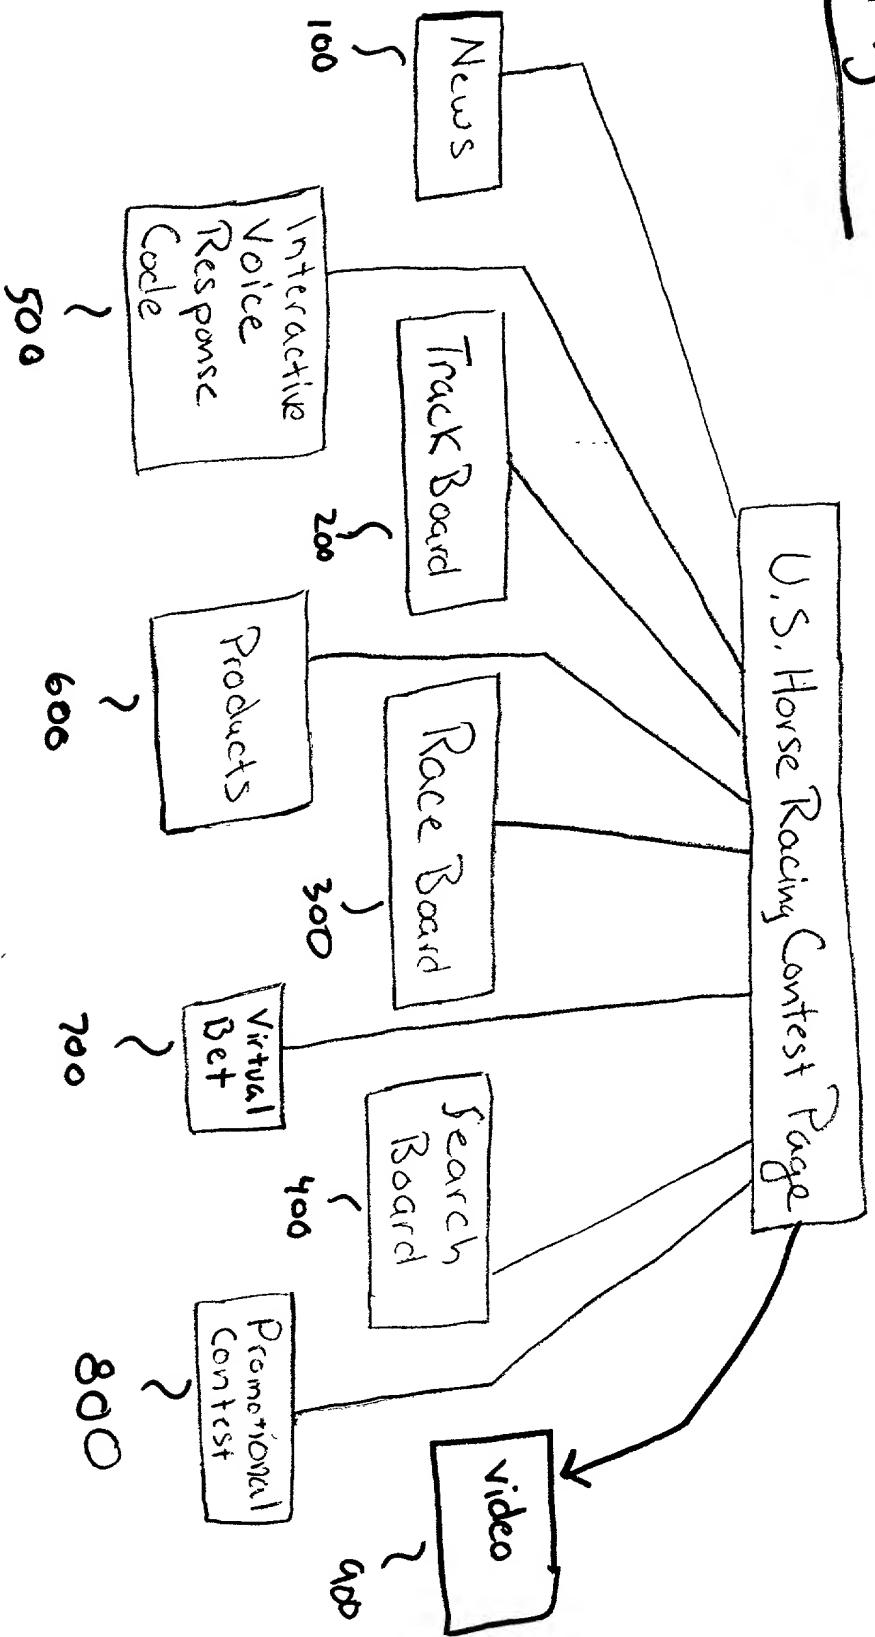 U.S. Horse Racing Contest Page
News
100
Track Board
200
Race Board
300
Search
Board
400
video
900
Interactive
Voice
Response
Code
500
Products
600
Virtual
Bet
700
Promotional
Contest
800